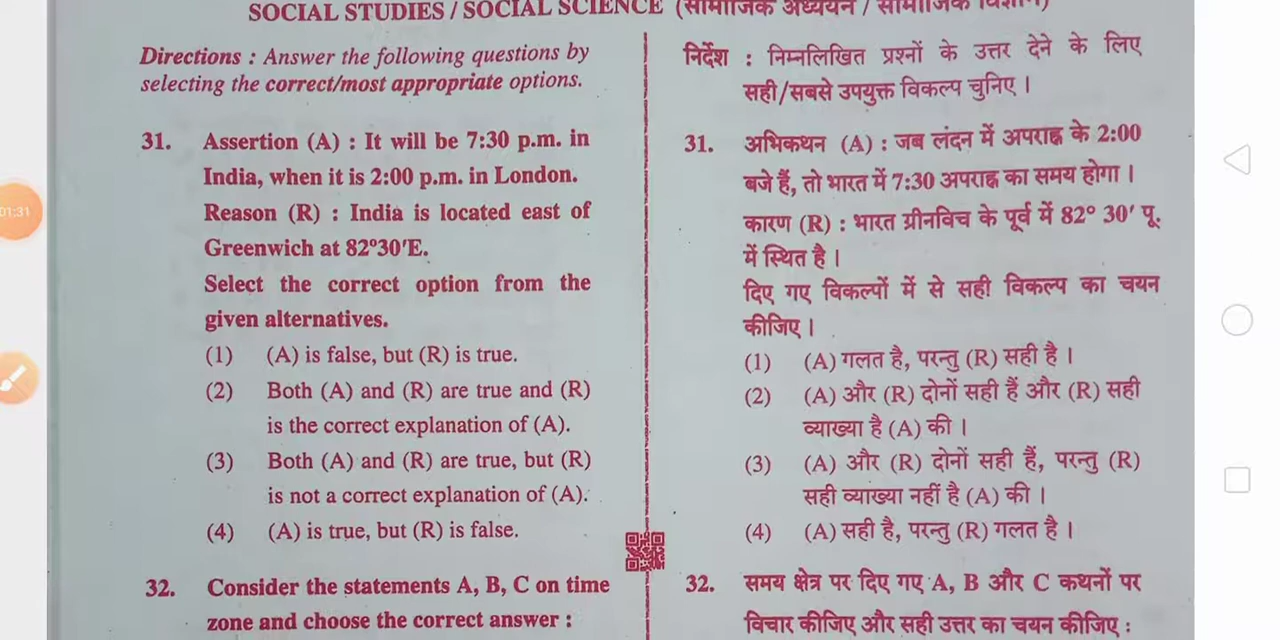 SOCIAL STUDIES / SOCIAL SCIENCE (सामाजिक अध्ययन / सामाजिक विज्ञान)
Directions : Answer the following questions by
selecting the correct/most appropriate options.
31. Assertion (A) : It will be 7:30 p.m. in
India, when it is 2:00 p.m. in London.
Reason (R) : India is located east of
Greenwich at 82°30'E.
Select the correct option from the
given alternatives.
(1) (A) is false, but (R) is true.
(2) Both (A) and (R) are true and (R)
is the correct explanation of (A).
(3) Both (A) and (R) are true, but (R)
is not a correct explanation of (A).
(4) (A) is true, but (R) is false.
32. Consider the statements A, B, C on time
zone and choose the correct answer :
निर्देश : निम्नलिखित प्रश्नों के उत्तर देने के लिए
सही/सबसे उपयुक्त विकल्प चुनिए ।
31. अभिकथन (A) : जब लंदन में अपराह्न के 2:00
बजे हैं, तो भारत में 7:30 अपराह्न का समय होगा ।
कारण (R) : भारत ग्रीनविच के पूर्व में 82° 30' पू.
में स्थित है ।
दिए गए विकल्पों में से सही विकल्प का चयन
कीजिए ।
(1) (A) गलत है, परन्तु (R) सही है ।
(2) (A) और (R) दोनों सही हैं और (R) सही
व्याख्या है (A) की ।
(3) (A) और (R) दोनों सही हैं, परन्तु (R)
सही व्याख्या नहीं है (A) की ।
(4) (A) सही है, परन्तु (R) गलत है ।
32. समय क्षेत्र पर दिए गए A, B और C कथनों पर
विचार कीजिए और सही उत्तर का चयन कीजिए :
01:31